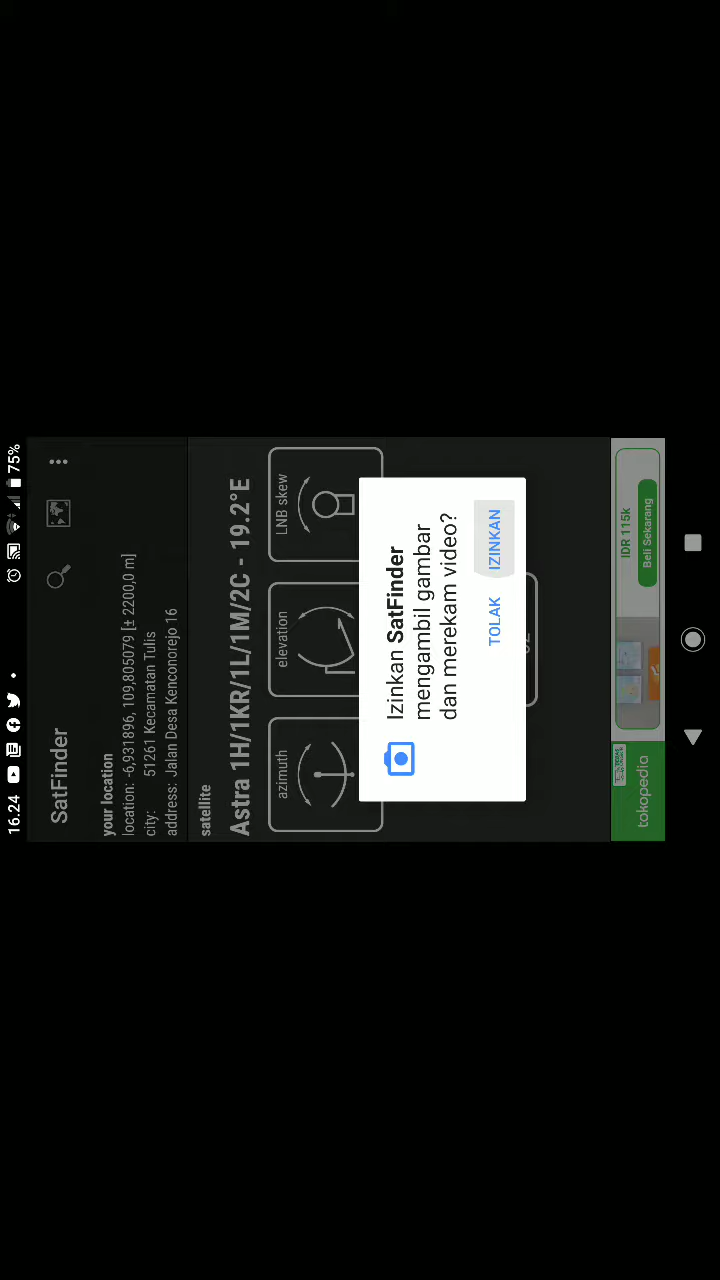 16.24
75%
SatFinder
your location
location: -6,931896, 109,805079 [± 2200,0 m]
city: 51261 Kecamatan Tulis
address: Jalan Desa Kenconorejo 16
satellite
Astra 1H/1KR/1L/1M/2C - 19.2°E
azimuth
elevation
LNB skew
Izinkan SatFinder
mengambil gambar
dan merekam video?
TOLAK
IZINKAN
tokopedia
IDR 115k
Beli Sekarang